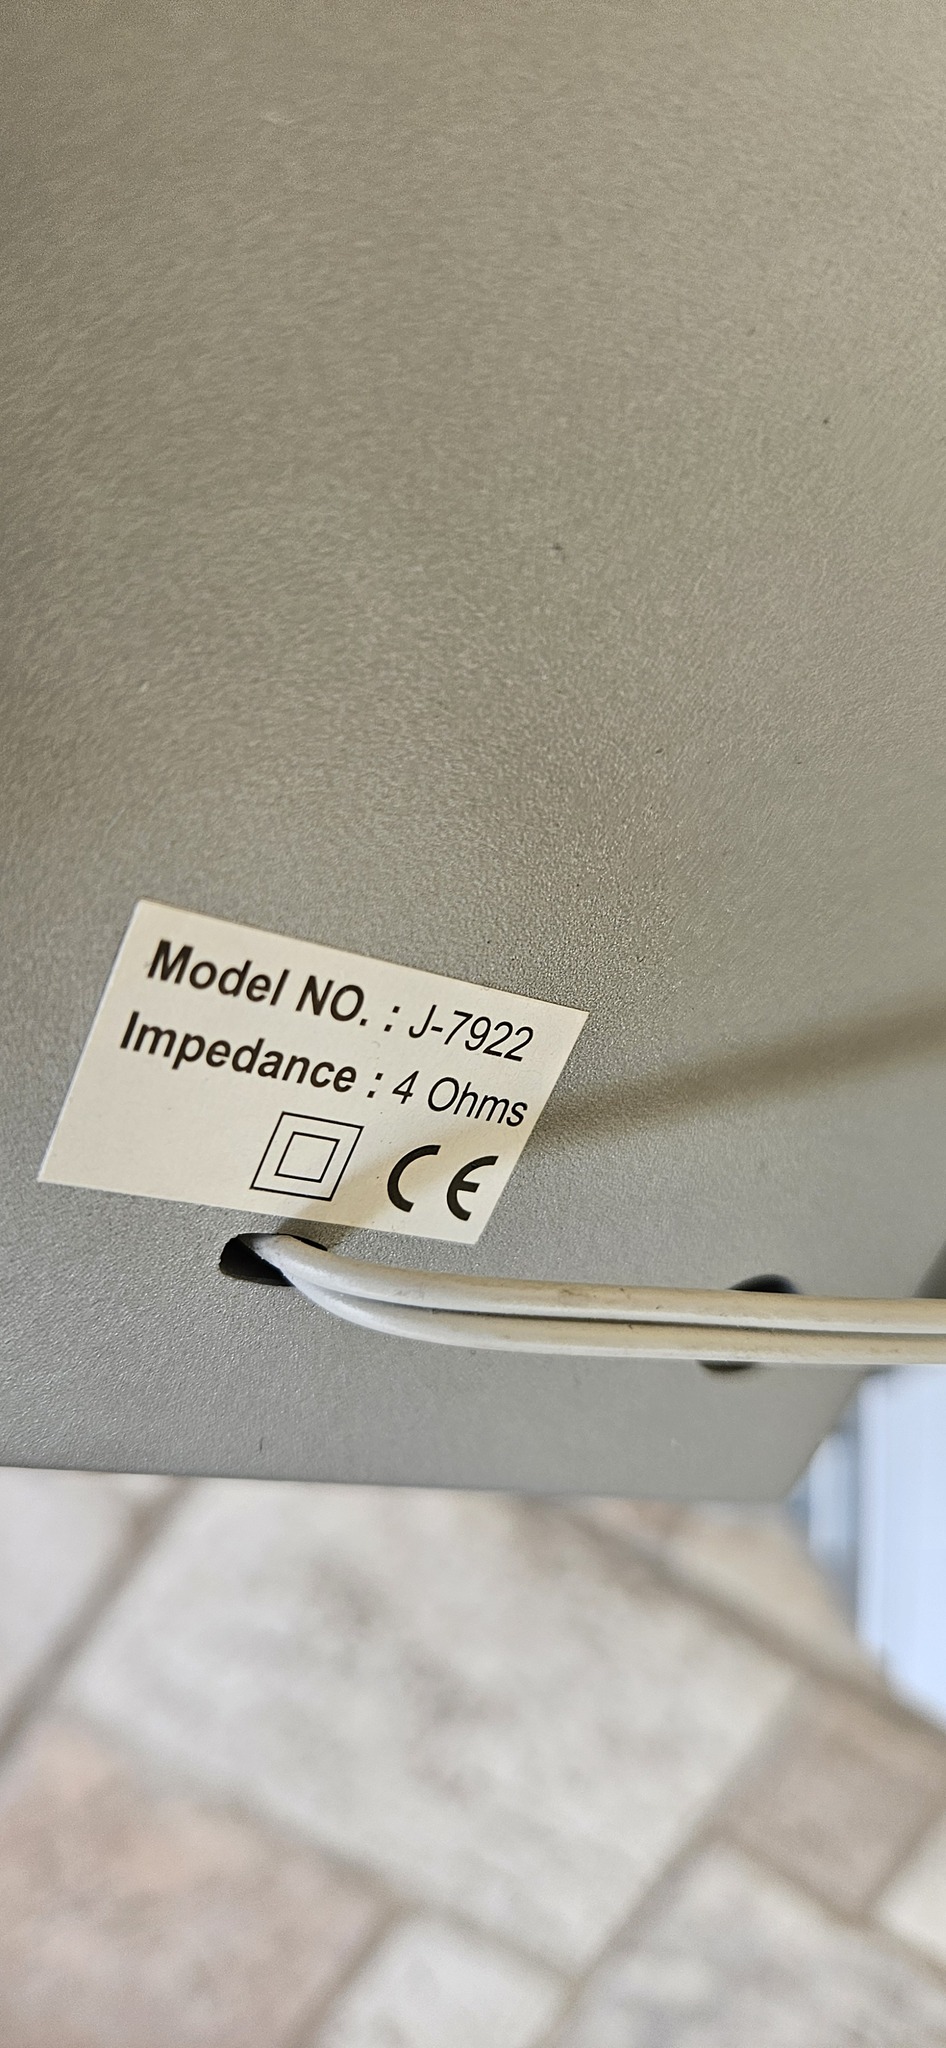 Model NO. : J-7922
Impedance : 4 Ohms
CE